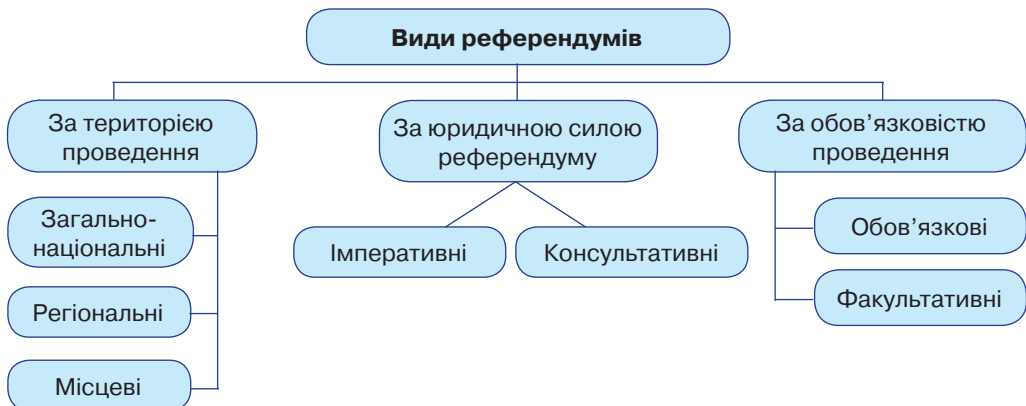 Види референдумів
За територією
проведення
Загально-
національні
Регіональні
Місцеві
За юридичною силою
референдуму
Імперативні
Консультативні
За обов’язковістю
проведення
Обов’язкові
Факультативні